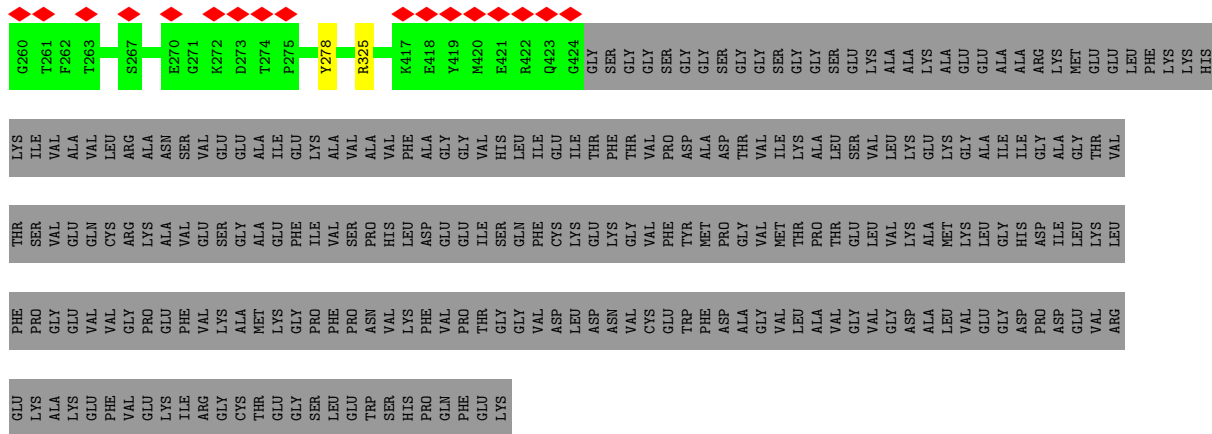 G260 T261 F262 T263 S267 E270 G271 K272 D273 T274 P275 Y278 R325 K417 E418 Y419 M420 E421 R422 Q423 G424 GLY SER GLY GLY SER GLY GLY SER GLY GLY SER GLY GLY SER GLU LYS ALA ALA LYS ALA GLU GLU ALA ALA ARG LYS MET GLU GLU LEU PHE LYS LYS HIS
LYS ILE VAL ALA VAL LEU ARG ALA ASN SER VAL GLU GLU ALA ILE GLU LYS ALA VAL ALA VAL PHE ALA GLY GLY VAL HIS LEU ILE GLU ILE THR PHE THR VAL PRO ASP ALA ASP THR VAL ILE LYS ALA LEU SER VAL LEU LYS GLU LYS GLY ALA ILE ILE GLY ALA GLY THR VAL
THR SER VAL GLU GLN CYS ARG LYS ALA VAL GLU SER GLY ALA GLU PHE ILE VAL SER PRO HIS LEU ASP GLU GLU ILE SER GLN PHE CYS LYS GLU LYS GLY VAL PHE TYR MET PRO GLY VAL MET THR PRO THR GLU LEU VAL LYS ALA MET LYS LEU GLY HIS ASP ILE LEU LYS LEU
PHE PRO GLY GLU VAL VAL GLY PRO GLU PHE VAL LYS ALA MET LYS GLY PRO PHE PRO ASN VAL LYS PHE VAL PRO THR GLY GLY VAL ASP LEU ASP ASN VAL CYS GLU TRP PHE ASP ALA GLY VAL LEU ALA VAL GLY VAL GLY ASP ALA LEU VAL GLU GLY ASP PRO ASP GLU VAL ARG
GLU LYS ALA LYS GLU PHE VAL GLU LYS ILE ARG GLY CYS THR GLU GLY SER LEU GLU TRP SER HIS PRO GLN PHE GLU LYS